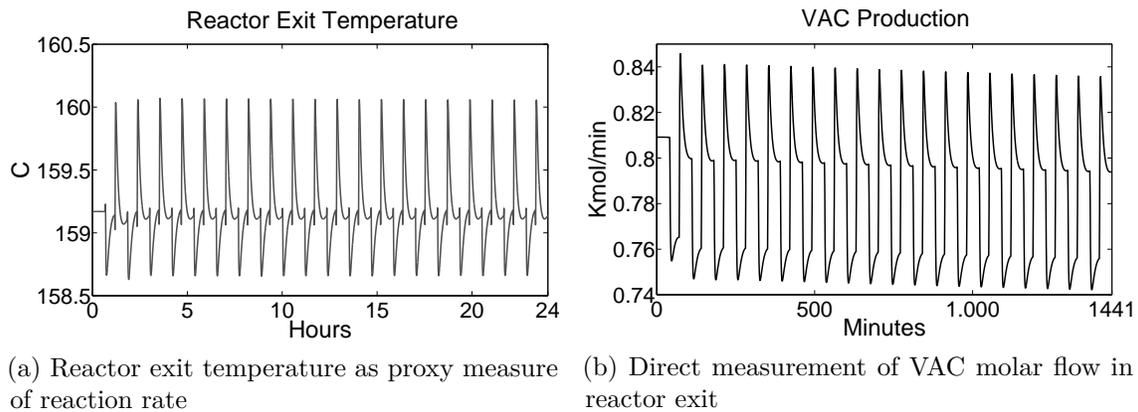 Reactor Exit Temperature
160.5
160
159.5
159
158.5
C
0
5
10
15
20
24
Hours
VAC Production
0.84
0.82
0.8
0.78
0.76
0.74
Kmol/min
0
500
1.000
1441
Minutes
(a) Reactor exit temperature as proxy measure
of reaction rate
(b) Direct measurement of VAC molar flow in
reactor exit